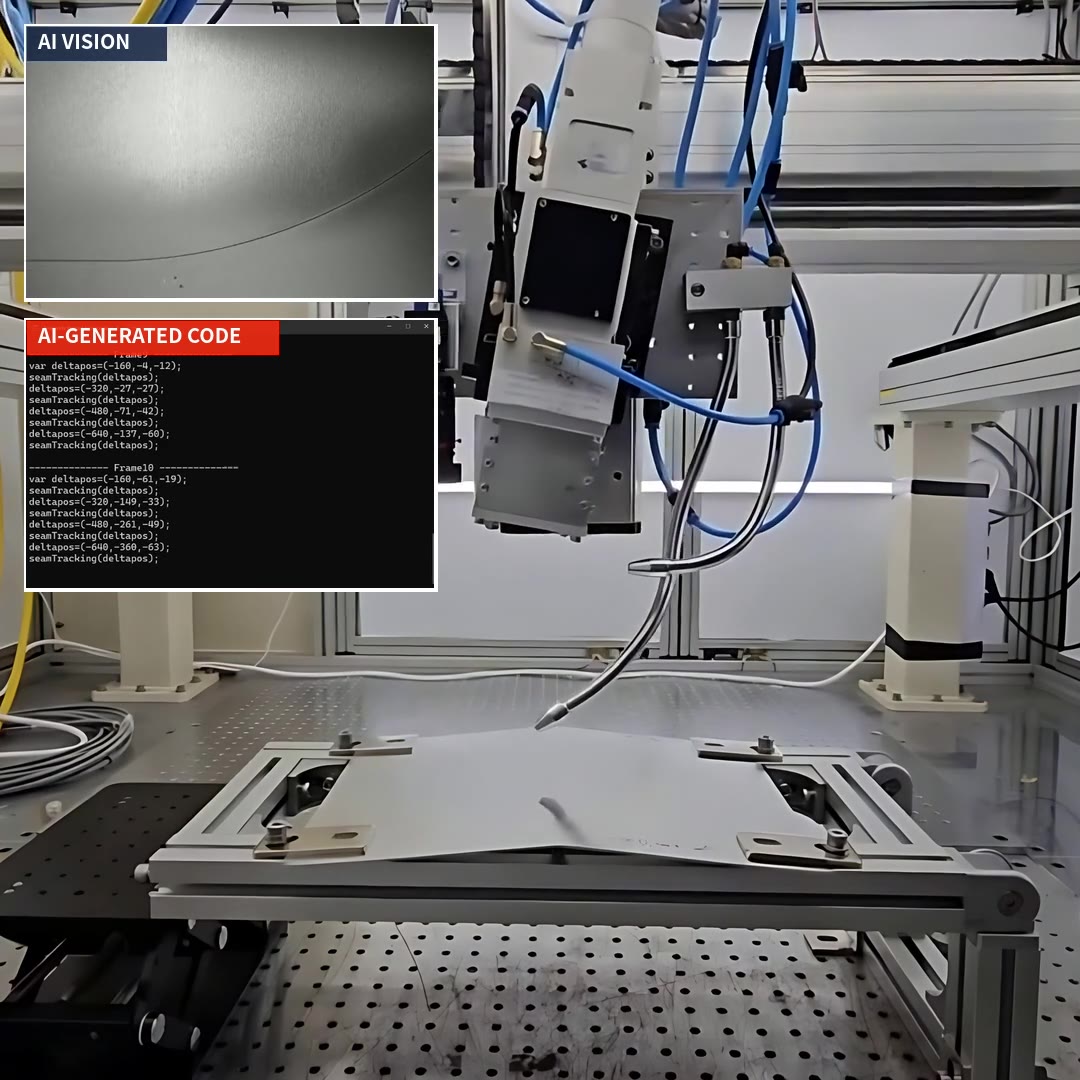 AI VISION
AI-GENERATED CODE
Frame9
var deltapos=(-160,-4,-12);
seamTracking(deltapos);
deltapos=(-320,-27,-27);
seamTracking(deltapos);
deltapos=(-480,-71,-42);
seamTracking(deltapos);
deltapos=(-640,-137,-60);
seamTracking(deltapos);
-------------- Frame10 --------------
var deltapos=(-160,-61,-19);
seamTracking(deltapos);
deltapos=(-320,-149,-33);
seamTracking(deltapos);
deltapos=(-480,-261,-49);
seamTracking(deltapos);
deltapos=(-640,-360,-63);
seamTracking(deltapos);